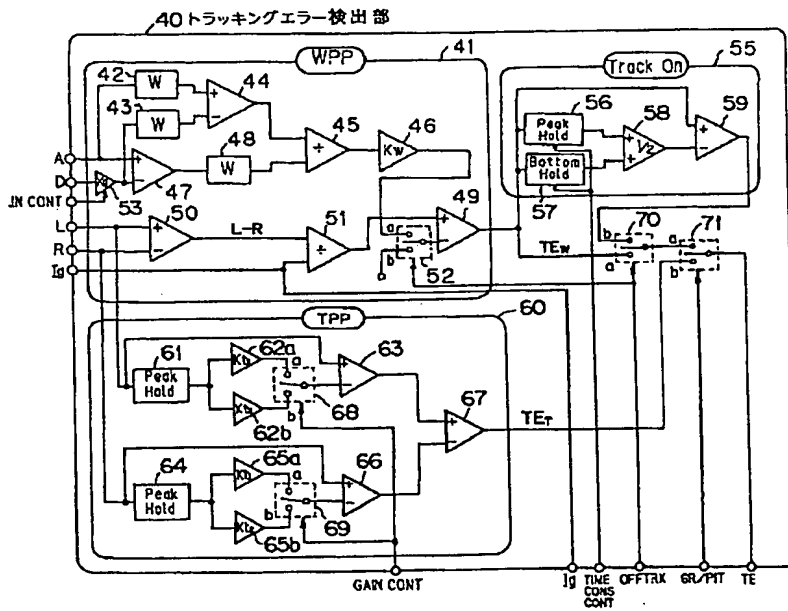 40 トラッキングエラー検出部
WPP
41
42
W
44
43
W
45
46
Kw
48
W
A
D
Kg
53
IN CONT
47
50
L
R
Ig
L-R
51
49
a
b
52
Track On
55
56
Peak Hold
58
1/2
59
Bottom Hold
57
TEw
b
a
70
a
b
71
TPP
60
61
Peak Hold
62a
a
63
b
68
62b
67
TET
64
Peak Hold
65a
a
66
b
69
65b
GAIN CONT
Ig
TIME CONS CONT
OFFTRK
GR/PIT
TE